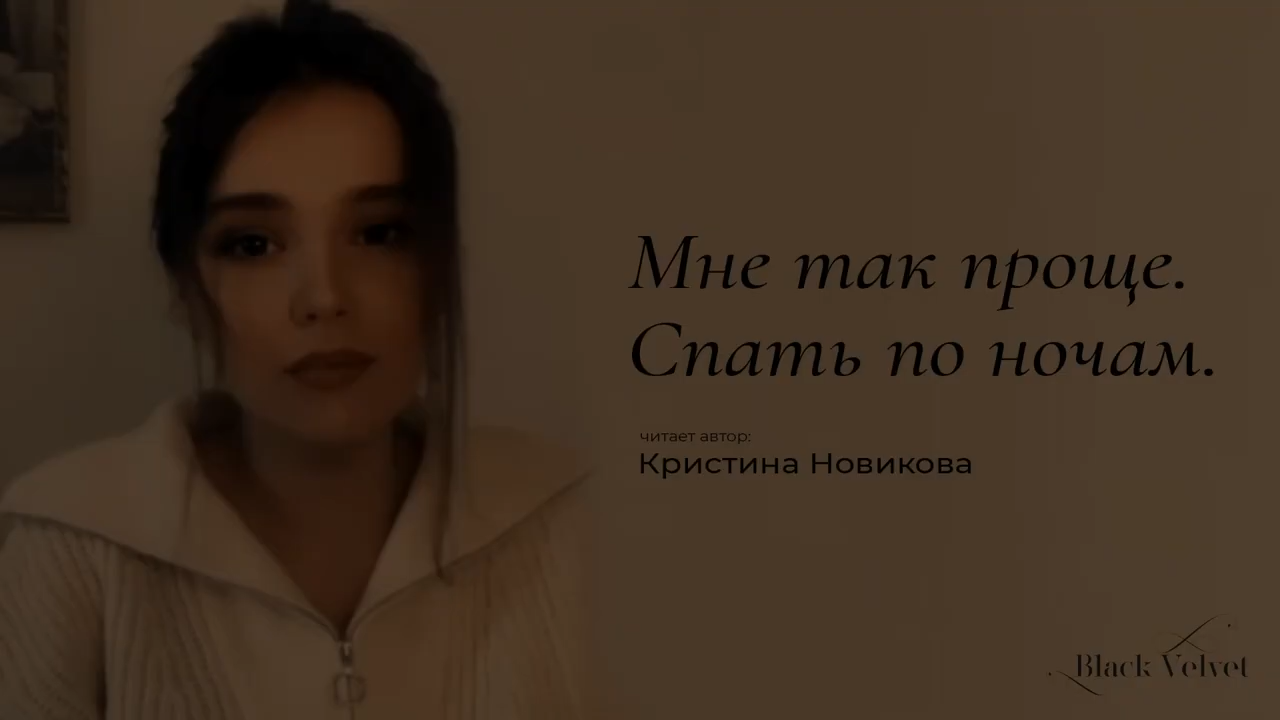 Мне так проще.
Спать по ночам.
читает автор:
Кристина Новикова
Black Velvet